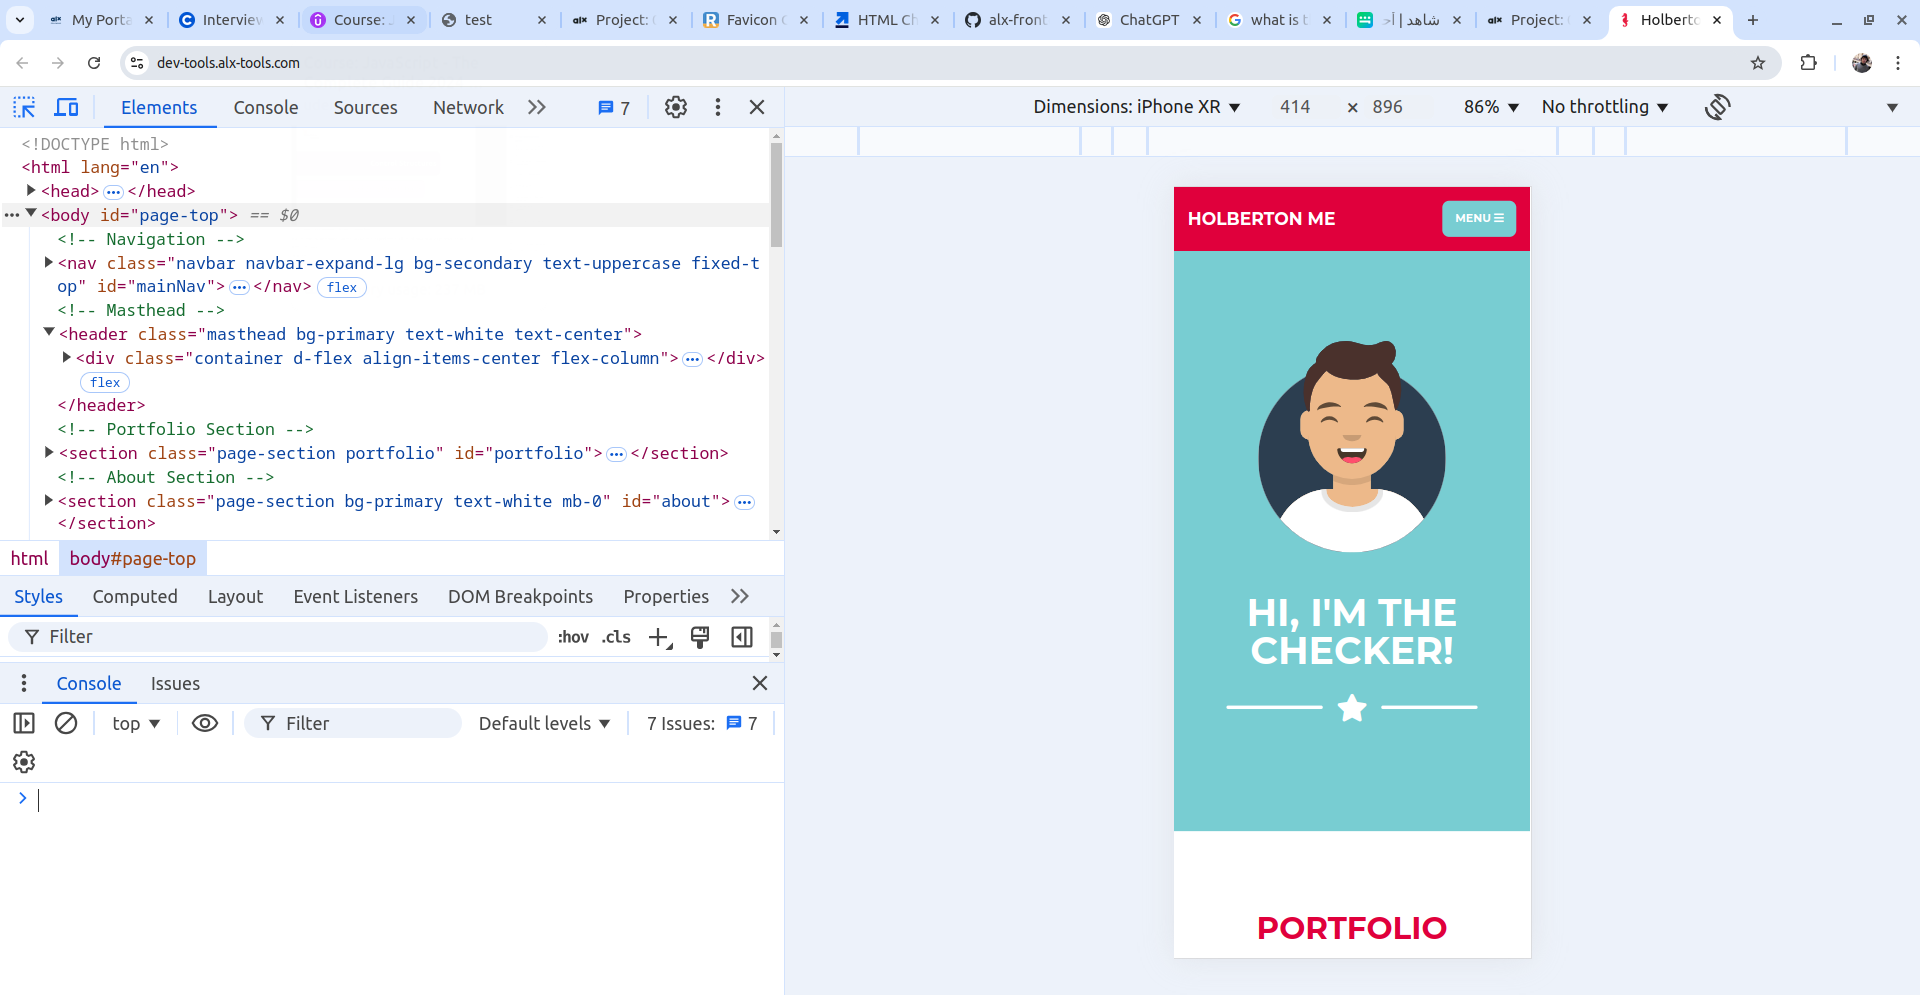 My Porta
Interview
Course: J
test
Project: C
Favicon C
HTML Ch
alx-front
ChatGPT
what is t
شاهد | أح
Project: C
Holberto
dev-tools.alx-tools.com
Elements Console Sources Network 7
Dimensions: iPhone XR 414 × 896 86% No throttling
<!DOCTYPE html>
<html lang="en">
<head> ••• </head>
••• <body id="page-top"> == $0
<!-- Navigation -->
<nav class="navbar navbar-expand-lg bg-secondary text-uppercase fixed-t
op" id="mainNav"> ••• </nav> flex
<!-- Masthead -->
<header class="masthead bg-primary text-white text-center">
<div class="container d-flex align-items-center flex-column"> ••• </div>
flex
</header>
<!-- Portfolio Section -->
<section class="page-section portfolio" id="portfolio"> ••• </section>
<!-- About Section -->
<section class="page-section bg-primary text-white mb-0" id="about"> •••
</section>
html body#page-top
Styles Computed Layout Event Listeners DOM Breakpoints Properties
Filter :hov .cls
Console Issues
top Filter Default levels 7 Issues: 7
HOLBERTON ME
MENU
HI, I'M THE
CHECKER!
PORTFOLIO